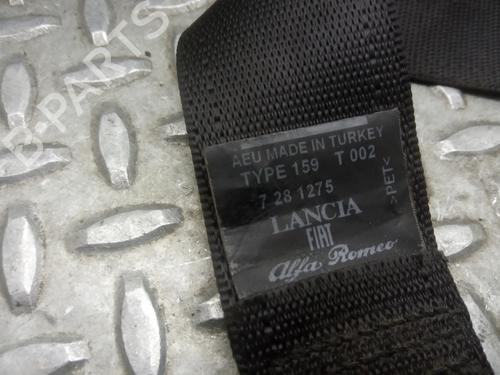 B-PARTS
AEU MADE IN TURKEY
TYPE 159 T 002
7 28 1275
>PET<
LANCIA
FIAT
Alfa Romeo